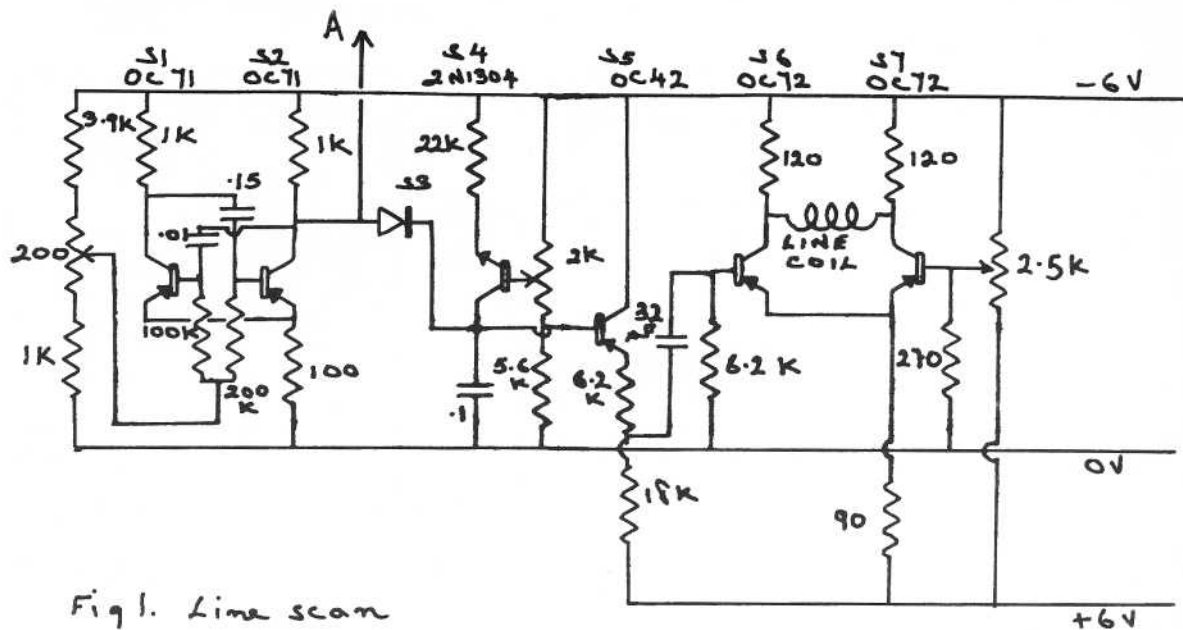 A
S1
OC71
S2
OC71
S4
2N1304
S5
OC42
S6
OC72
S7
OC72
-6V
3.9K
1K
1K
22K
120
120
.15
.01
S3
200
2K
LINE
COIL
2.5K
32
100K
1K
200
K
100
.1
5.6
K
6.2
K
6.2 K
270
0V
18K
90
+6V
Fig 1. Line scan